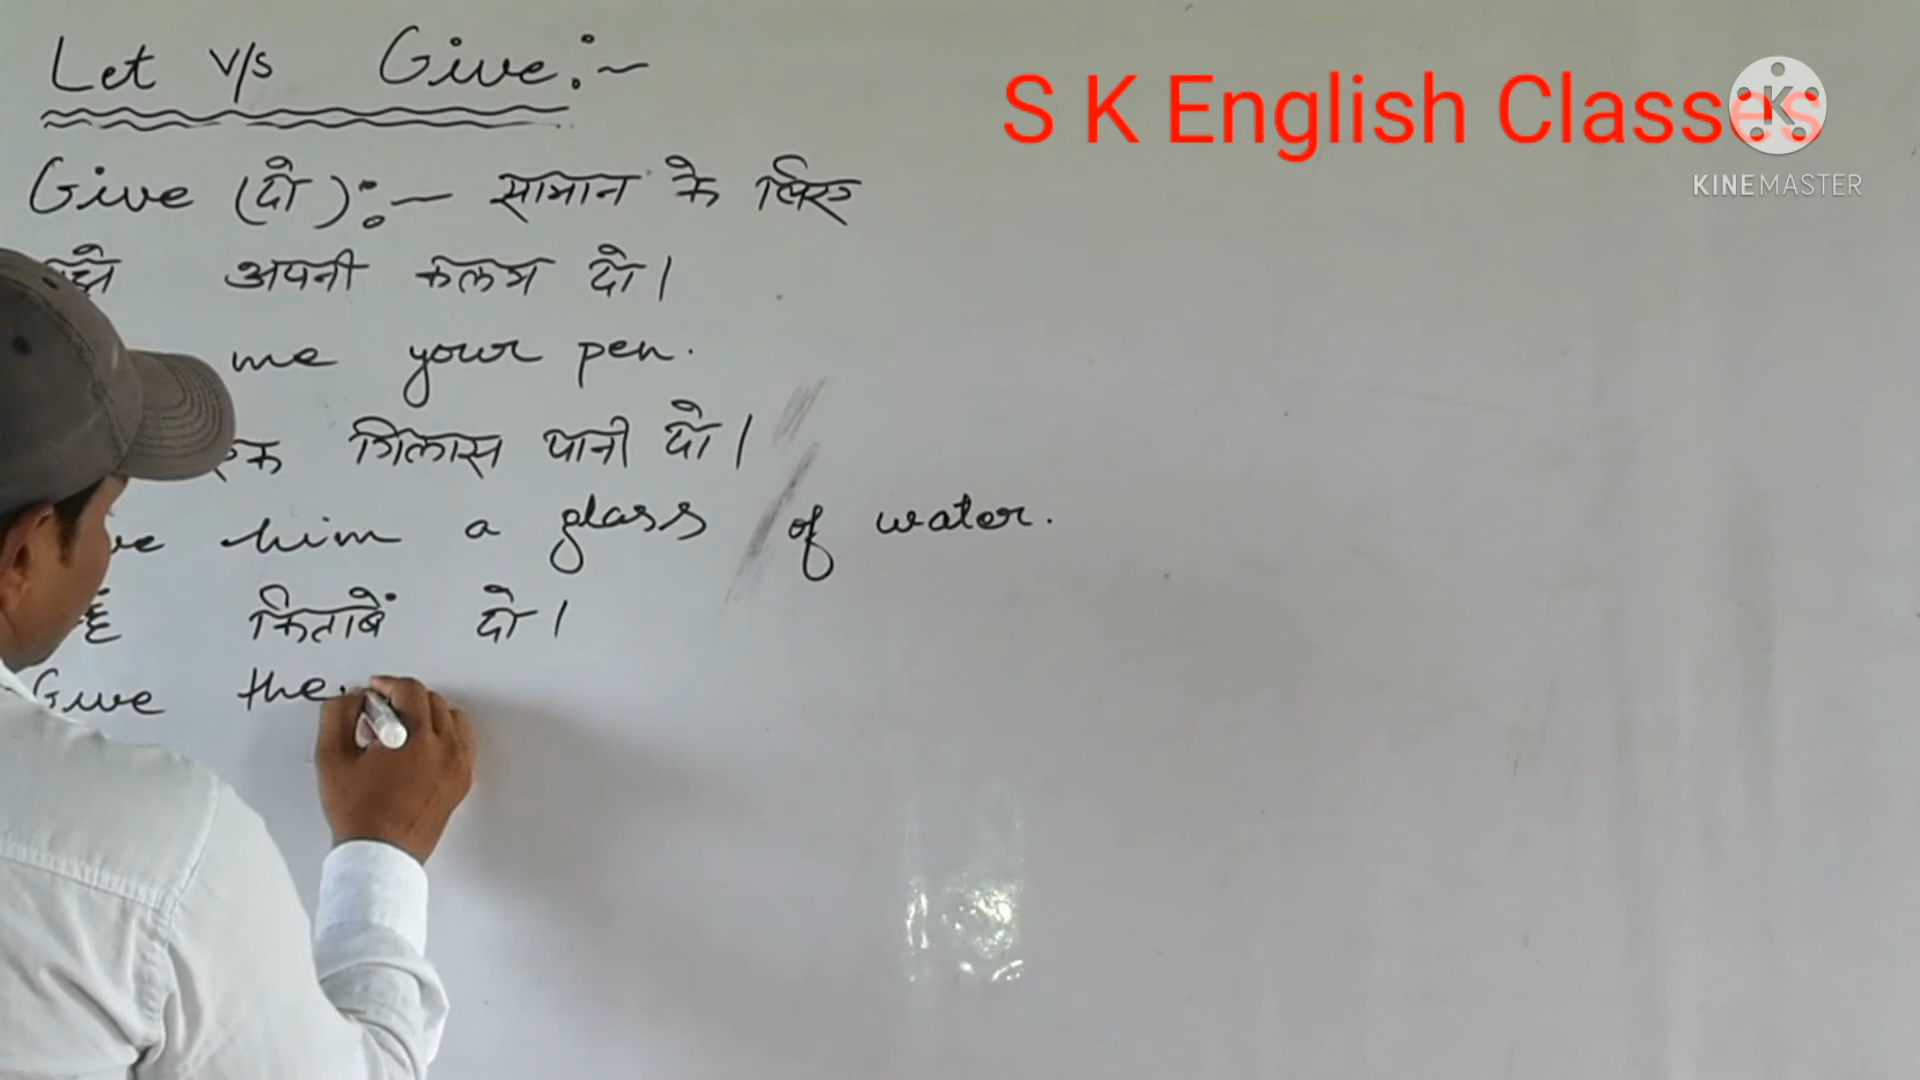 Let v/s Give :-
S K English Classes
KINEMASTER
Give (दो) :- सामान के लिए
अपनी कलम दो।
me your pen.
एक गिलास पानी दो।
him a glass of water.
किताबें दो।
Give the